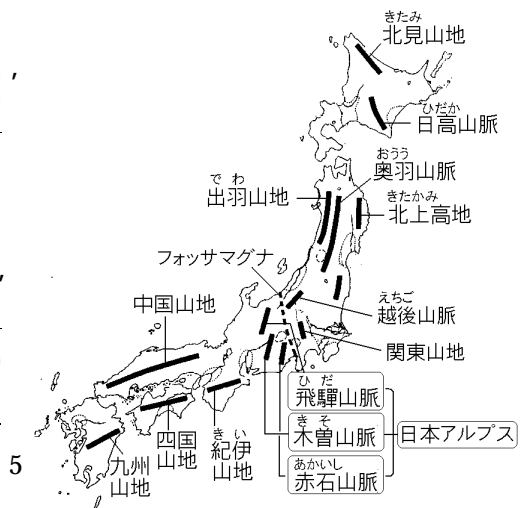 きたみ
北見山地
ひだか
日高山脈
おうう
奥羽山脈
でわ
出羽山地
きたかみ
北上高地
フォッサマグナ
中国山地
えちご
越後山脈
関東山地
ひだ
飛驒山脈
きそ
木曽山脈
日本アルプス
あかいし
赤石山脈
きい
紀伊
山地
四国
山地
九州
山地
5